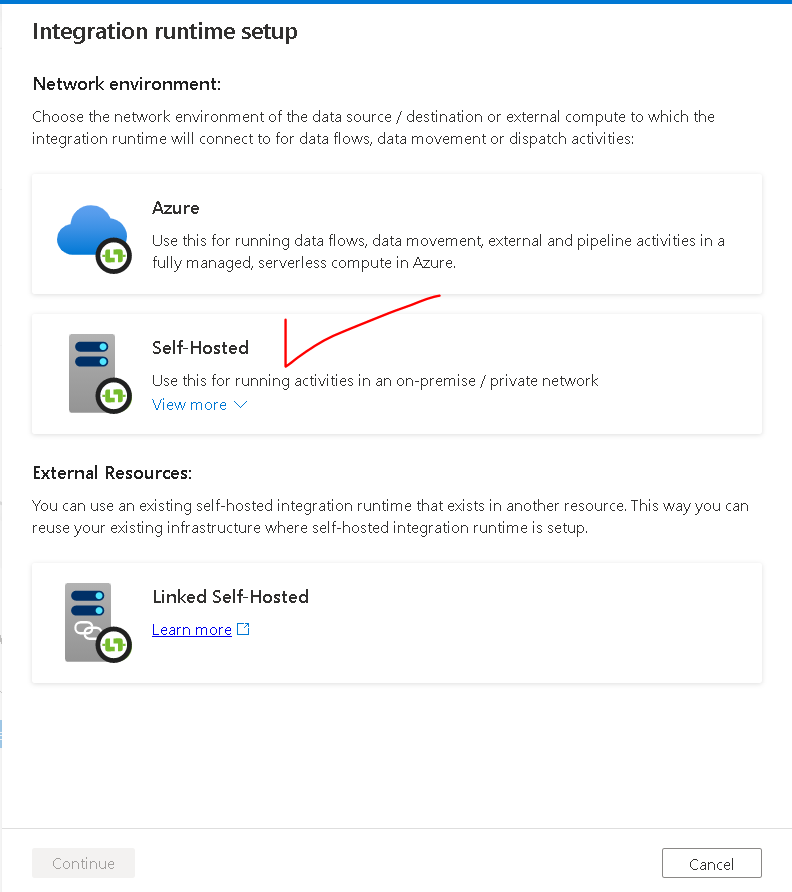 Integration runtime setup
Network environment:
Choose the network environment of the data source / destination or external compute to which the
integration runtime will connect to for data flows, data movement or dispatch activities:
Azure
Use this for running data flows, data movement, external and pipeline activities in a
fully managed, serverless compute in Azure.
Self-Hosted
Use this for running activities in an on-premise / private network
View more
External Resources:
You can use an existing self-hosted integration runtime that exists in another resource. This way you can
reuse your existing infrastructure where self-hosted integration runtime is setup.
Linked Self-Hosted
Learn more
Continue
Cancel